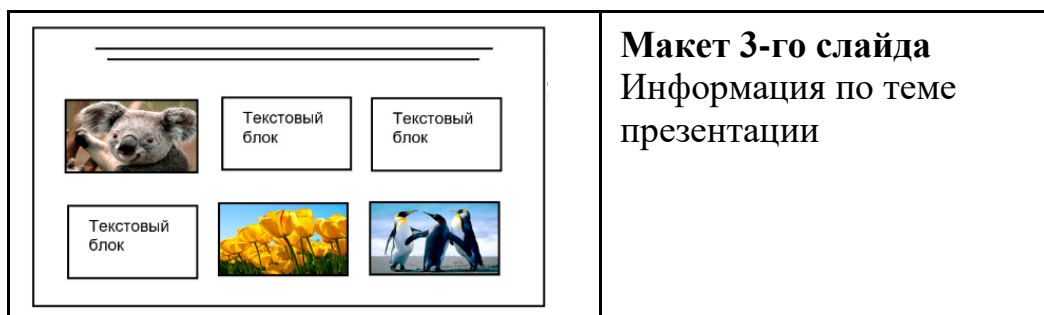 Текстовый
блок
Текстовый
блок
Текстовый
блок
Макет 3-го слайда
Информация по теме
презентации